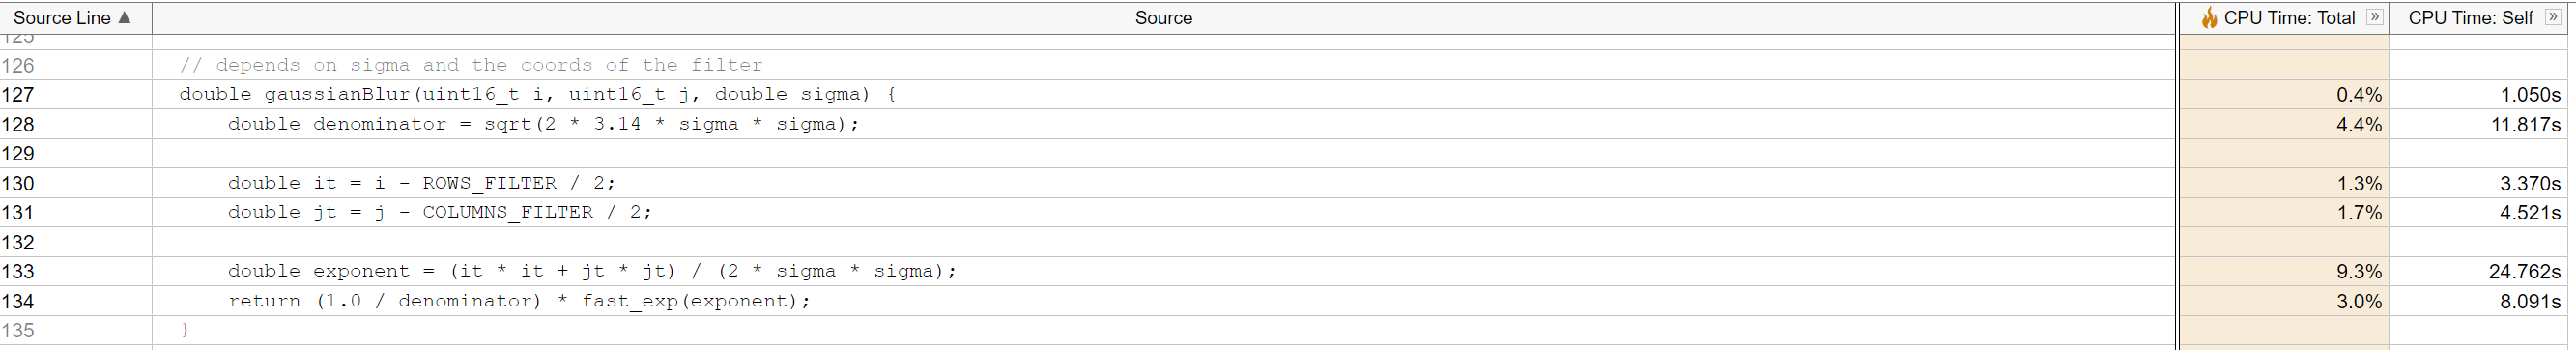 Source Line ▲ Source CPU Time: Total » CPU Time: Self »
125
126 // depends on sigma and the coords of the filter
127 double gaussianBlur(uint16_t i, uint16_t j, double sigma) { 0.4% 1.050s
128 double denominator = sqrt(2 * 3.14 * sigma * sigma); 4.4% 11.817s
129
130 double it = i - ROWS_FILTER / 2; 1.3% 3.370s
131 double jt = j - COLUMNS_FILTER / 2; 1.7% 4.521s
132
133 double exponent = (it * it + jt * jt) / (2 * sigma * sigma); 9.3% 24.762s
134 return (1.0 / denominator) * fast_exp(exponent); 3.0% 8.091s
135 }